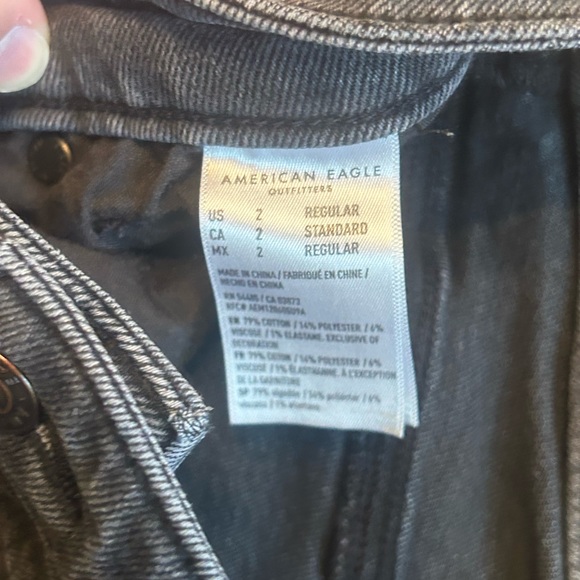 AMERICAN EAGLE
OUTFITTERS
US 2 REGULAR
CA 2 STANDARD
MX 2 REGULAR
MADE IN CHINA / FABRIQUÉ EN CHINE /
HECHO EN CHINA
RN 54485 / CA 03873
EN 79% COTTON / 14% POLYESTER / 6%
VISCOSE / 1% ELASTANE. EXCLUSIVE OF
DECORATION
FR 79% COTON / 14% POLYESTER / 6%
VISCOSE / 1% ÉLASTHANNE. À L'EXCEPTION
DE LA GARNITURE
SP 79% algodón / 14% poliéster / 6%
viscosa / 1% elastano